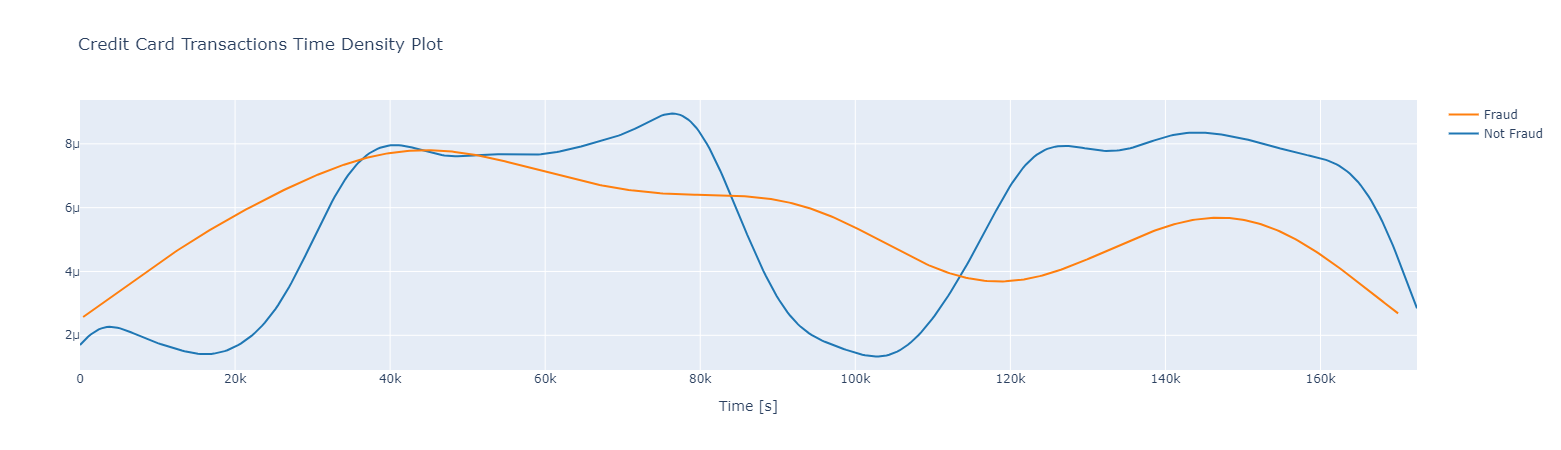 Credit Card Transactions Time Density Plot
Fraud
Not Fraud
8μ
6μ
4μ
2μ
0 20k 40k 60k 80k 100k 120k 140k 160k
Time [s]